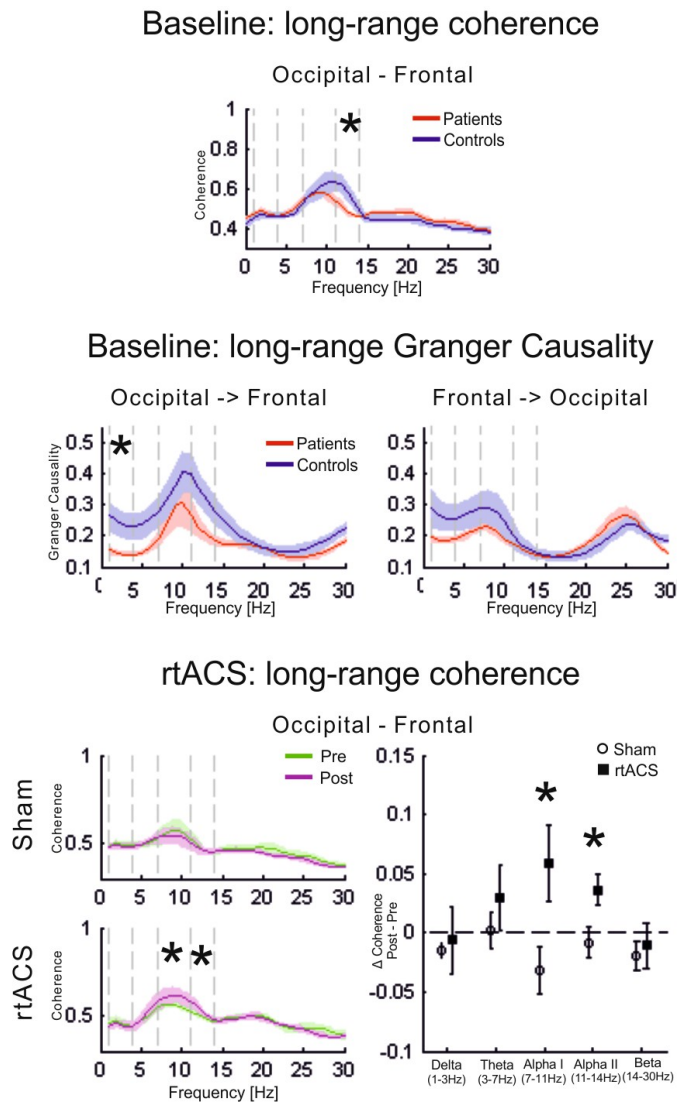 Baseline: long-range coherence
Occipital - Frontal
1
0.8
0.6
0.4
*
Patients
Controls
Coherence
0 5 10 15 20 25 30
Frequency [Hz]
Baseline: long-range Granger Causality
Occipital -> Frontal
Frontal -> Occipital
0.5
0.4
0.3
0.2
0.1
*
Patients
Controls
Granger Causality
0.5
0.4
0.3
0.2
0.1
5 10 15 20 25 30
Frequency [Hz]
5 10 15 20 25 30
Frequency [Hz]
rtACS: long-range coherence
Occipital - Frontal
Sham
Coherence
1
0.5
Pre
Post
0 5 10 15 20 25 30
rtACS
Coherence
1
0.5
* *
0 5 10 15 20 25 30
Frequency [Hz]
Δ Coherence
Post - Pre
0.15
0.1
0.05
0
-0.05
-0.1
Sham
rtACS
*
*
Delta Theta Alpha I Alpha II Beta
(1-3Hz) (3-7Hz) (7-11Hz) (11-14Hz) (14-30Hz)